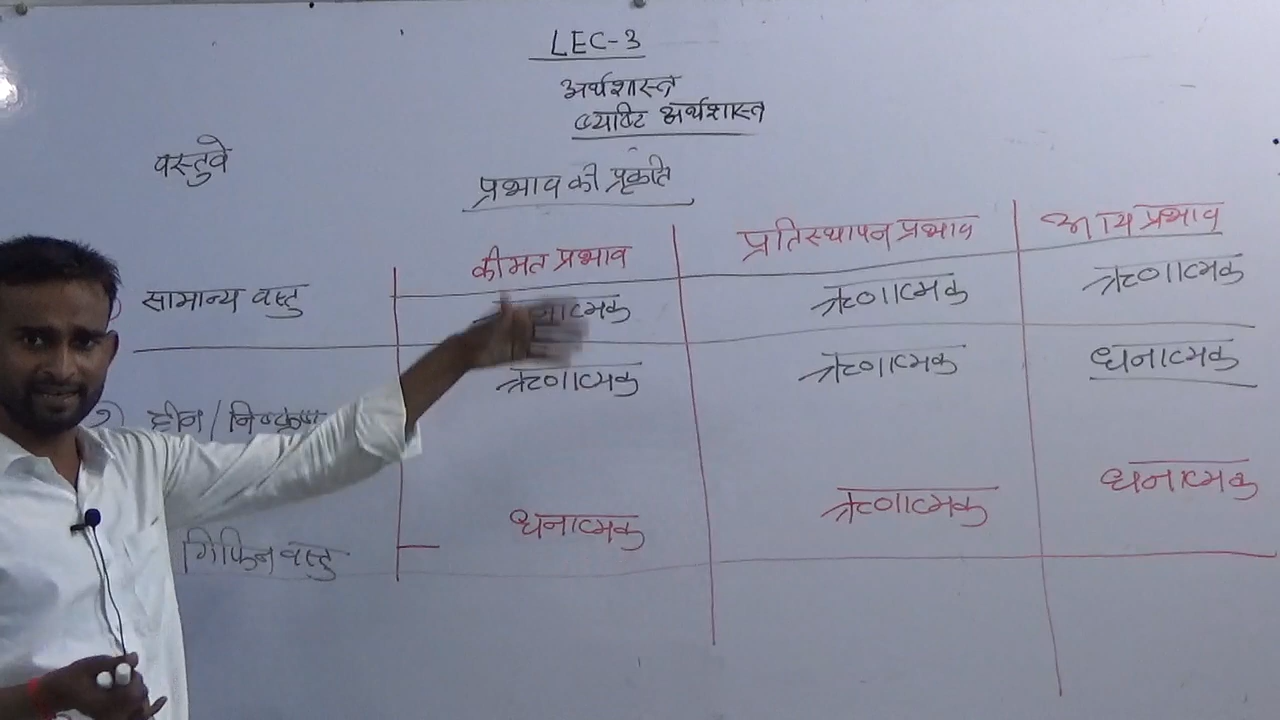 LEC-3
अर्थशास्त्र
व्यष्टि अर्थशास्त्र
वस्तुवे
प्रभाव की प्रकृति
कीमत प्रभाव प्रतिस्थापन प्रभाव आय प्रभाव
सामान्य वस्तु ऋणात्मक ऋणात्मक
ऋणात्मक ऋणात्मक धनात्मक
2) हीन/निष्कृष्ट
धनात्मक ऋणात्मक धनात्मक
गिफिन वस्तु